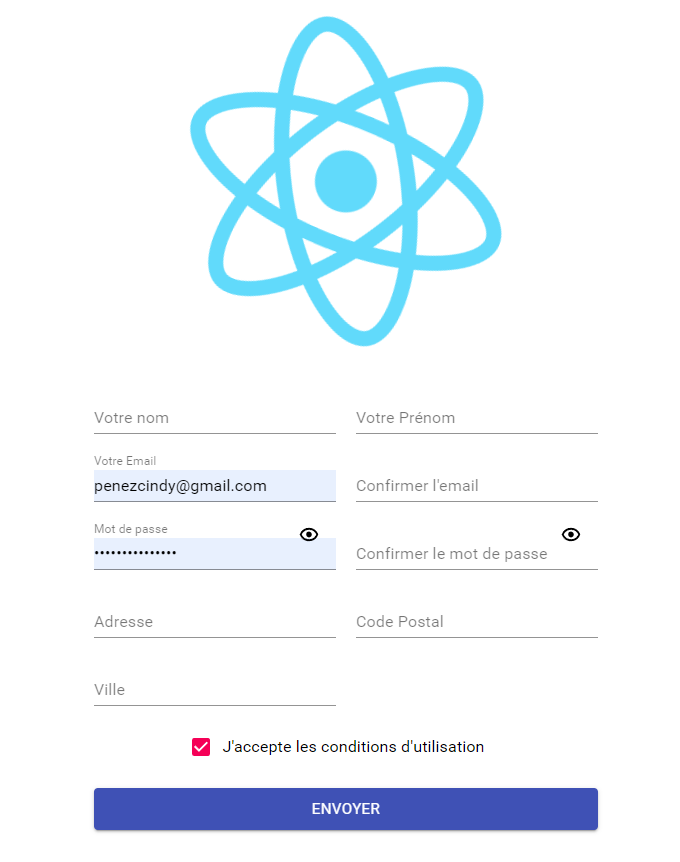 Votre nom
Votre Prénom
Votre Email
penezcindy@gmail.com
Confirmer l'email
Mot de passe
•••••••••••••••
Confirmer le mot de passe
Adresse
Code Postal
Ville
J'accepte les conditions d'utilisation
ENVOYER